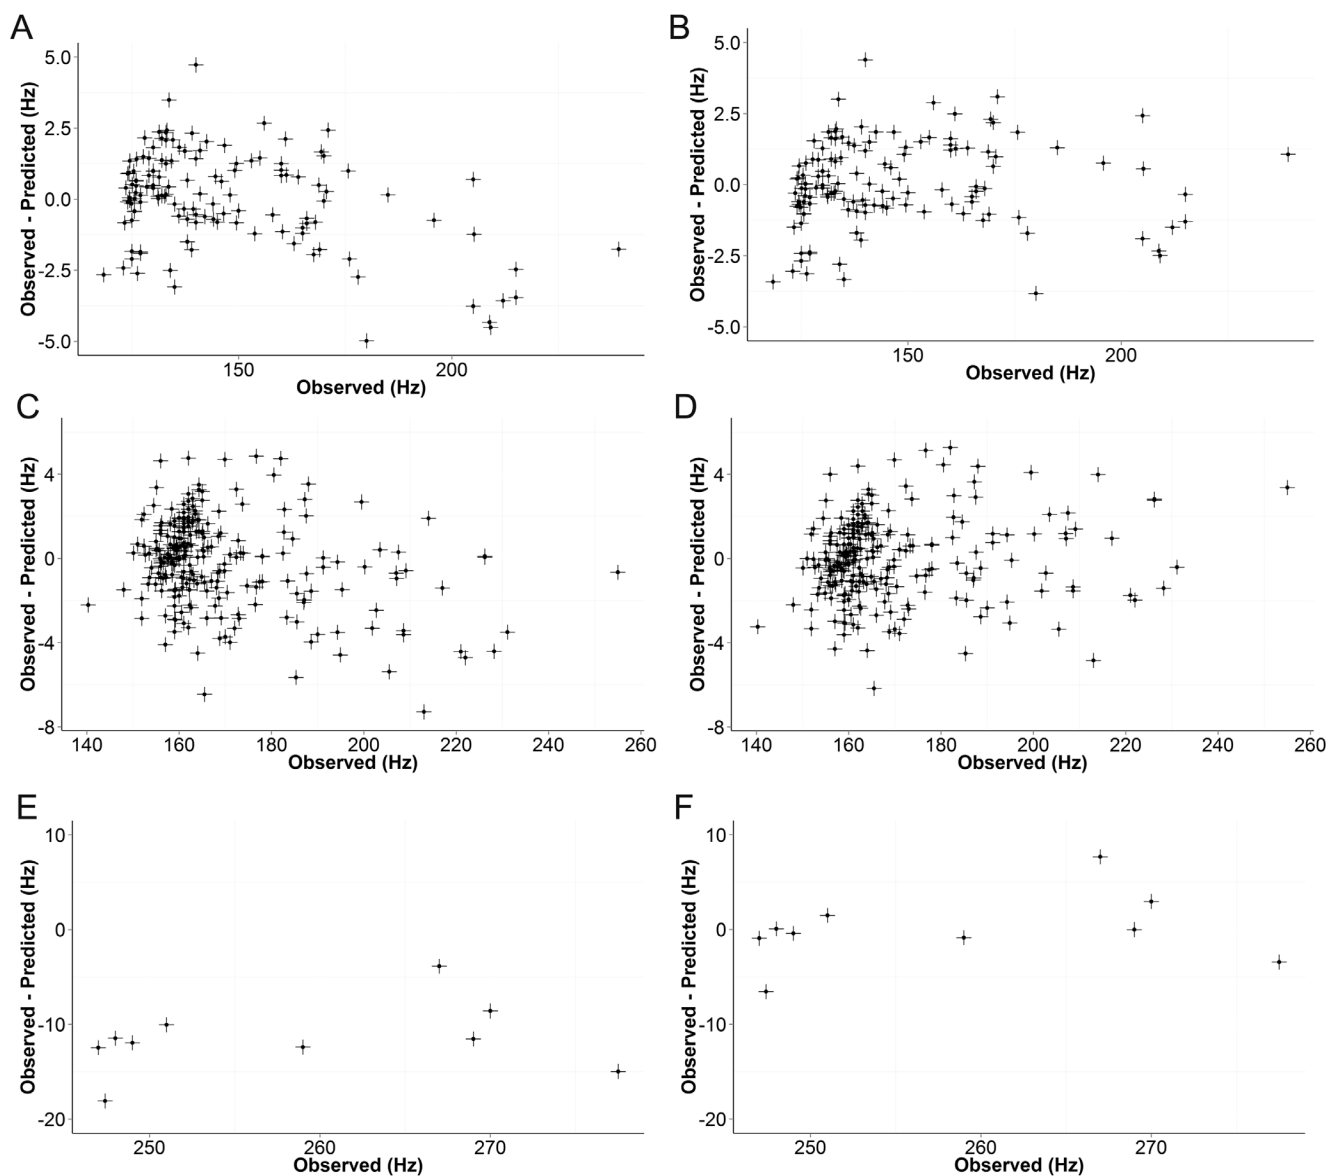 A
B
5.0
2.5
0.0
-2.5
-5.0
Observed - Predicted (Hz)
150
200
Observed (Hz)
5.0
2.5
0.0
-2.5
-5.0
Observed - Predicted (Hz)
150
200
Observed (Hz)
C
D
4
0
-4
-8
Observed - Predicted (Hz)
140 160 180 200 220 240 260
Observed (Hz)
4
0
-4
-8
Observed - Predicted (Hz)
140 160 180 200 220 240 260
Observed (Hz)
E
F
10
0
-10
-20
Observed - Predicted (Hz)
250 260 270
Observed (Hz)
10
0
-10
-20
Observed - Predicted (Hz)
250 260 270
Observed (Hz)